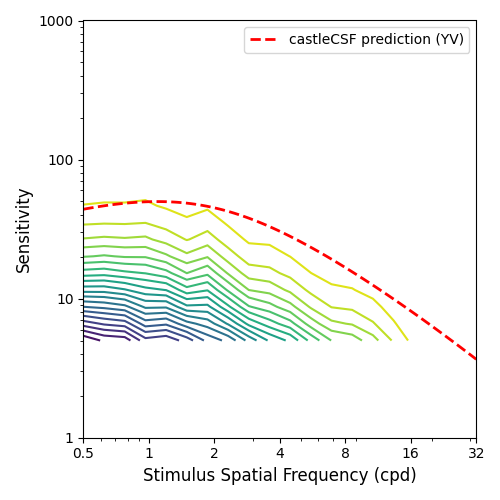 1000
castleCSF prediction (YV)
100
Sensitivity
10
1
0.5 1 2 4 8 16 32
Stimulus Spatial Frequency (cpd)